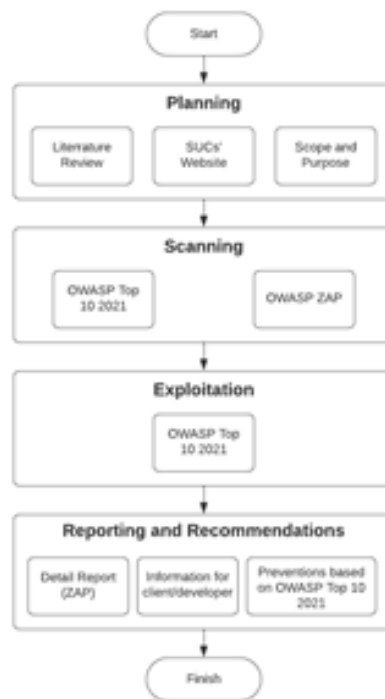 Start
Planning
Literrature
Review
SUCs'
Website
Scope and
Purpose
Scanning
OWASP Top
10 2021
OWASP ZAP
Exploitation
OWASP Top
10 2021
Reporting and Recommendations
Detail Report
(ZAP)
Information for
client/developer
Preventions based
on OWASP Top 10
2021
Finish